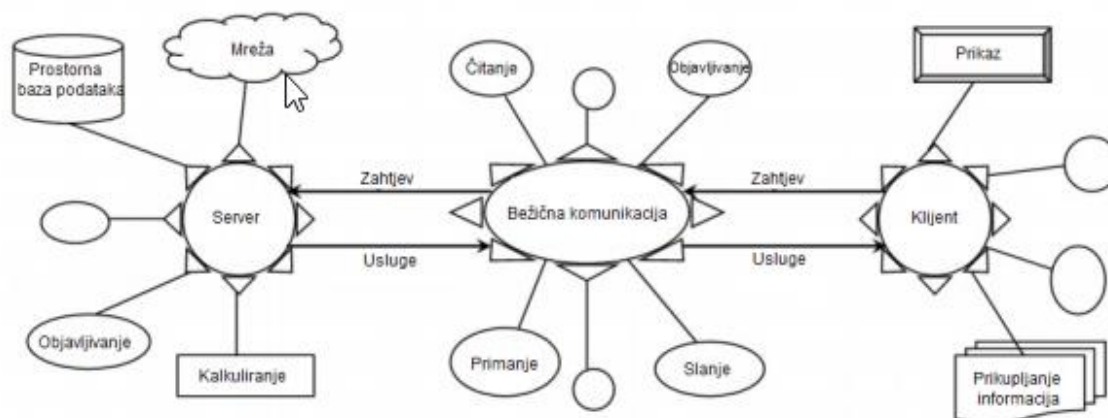 Mreža
Prostorna
baza podataka
Čitanje
Objavljivanje
Prikaz
Zahtjev
Zahtjev
Server
Bežična komunikacija
Klijent
Usluge
Usluge
Objavljivanje
Kalkuliranje
Primanje
Slanje
Prikupljanje
informacija